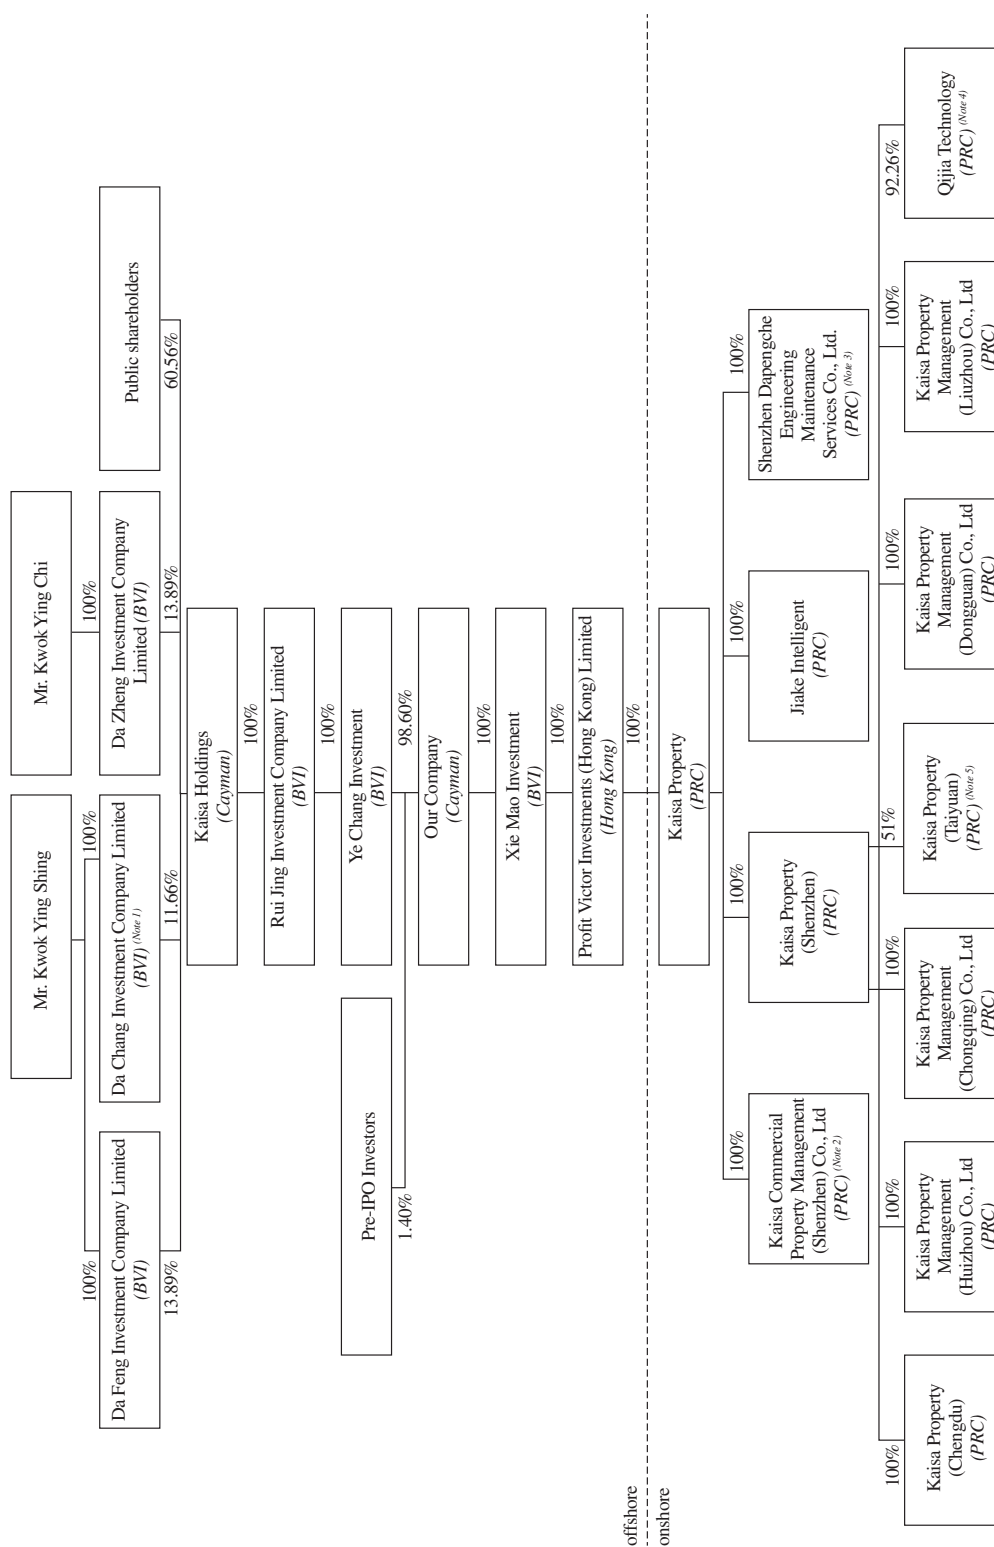 Mr. Kwok Ying Shing
Mr. Kwok Ying Chi
100%
100%
100%
Da Feng Investment Company Limited
(BVI)
Da Chang Investment Company Limited
(BVI) (Note 1)
Da Zheng Investment Company
Limited (BVI)
Public shareholders
13.89%
11.66%
13.89%
60.56%
Kaisa Holdings
(Cayman)
100%
Rui Jing Investment Company Limited
(BVI)
100%
Pre-IPO Investors
Ye Chang Investment
(BVI)
1.40%
98.60%
Our Company
(Cayman)
100%
Xie Mao Investment
(BVI)
100%
Profit Victor Investments (Hong Kong) Limited
(Hong Kong)
100%
offshore
onshore
Kaisa Property
(PRC)
100%
100%
100%
100%
Kaisa Commercial
Property Management
(Shenzhen) Co., Ltd
(PRC) (Note 2)
Kaisa Property
(Shenzhen)
(PRC)
Jiake Intelligent
(PRC)
Shenzhen Dapengche
Engineering
Maintenance
Services Co., Ltd.
(PRC) (Note 3)
100%
100%
100%
51%
100%
100%
92.26%
Kaisa Property
(Chengdu)
(PRC)
Kaisa Property
Management
(Huizhou) Co., Ltd
(PRC)
Kaisa Property
Management
(Chongqing) Co., Ltd
(PRC)
Kaisa Property
(Taiyuan)
(PRC) (Note 5)
Kaisa Property
Management
(Dongguan) Co., Ltd
(PRC)
Kaisa Property
Management
(Liuzhou) Co., Ltd
(PRC)
Qijia Technology
(PRC) (Note 4)